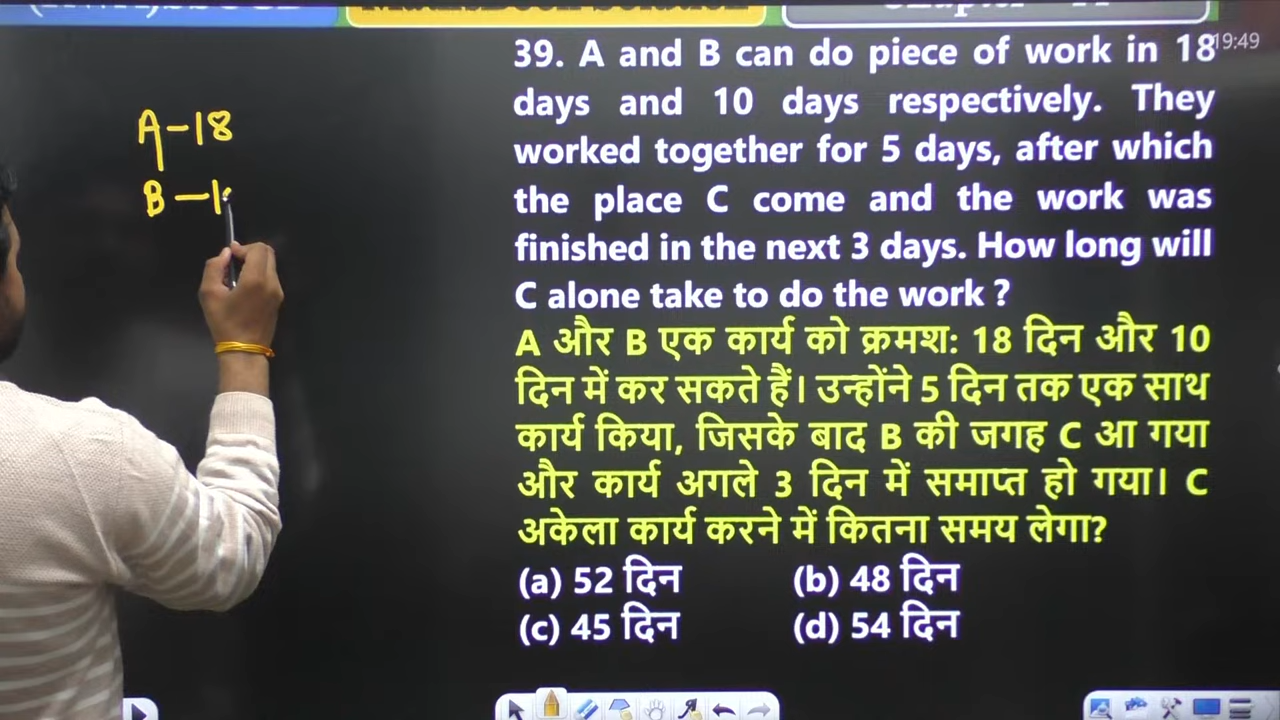 19:49
39. A and B can do piece of work in 18
days and 10 days respectively. They
worked together for 5 days, after which
the place C come and the work was
finished in the next 3 days. How long will
C alone take to do the work ?
A और B एक कार्य को क्रमश: 18 दिन और 10
दिन में कर सकते हैं। उन्होंने 5 दिन तक एक साथ
कार्य किया, जिसके बाद B की जगह C आ गया
और कार्य अगले 3 दिन में समाप्त हो गया। C
अकेला कार्य करने में कितना समय लेगा?
(a) 52 दिन (b) 48 दिन
(c) 45 दिन (d) 54 दिन
A-18
B-1